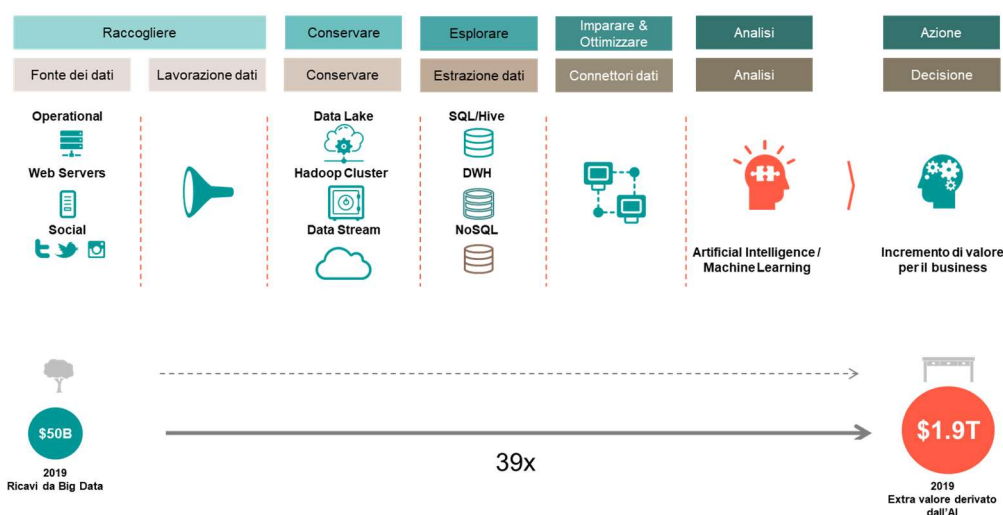 Raccogliere
Conservare
Esplorare
Imparare &
Ottimizzare
Analisi
Azione
Fonte dei dati
Lavorazione dati
Conservare
Estrazione dati
Connettori dati
Analisi
Decisione
Operational
Web Servers
Social
Data Lake
Hadoop Cluster
Data Stream
SQL/Hive
DWH
NoSQL
Artificial Intelligence /
Machine Learning
Incremento di valore
per il business
$50B
2019
Ricavi da Big Data
39x
$1.9T
2019
Extra valore derivato
dall'AI